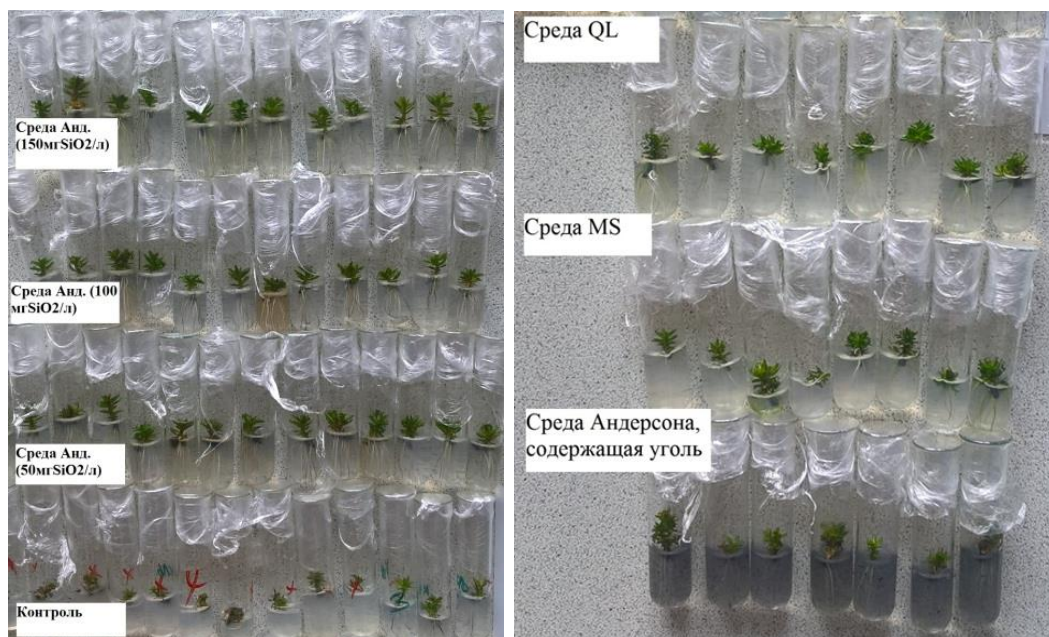 Среда Анд.
(150мгSiO2/л)
Среда Анд. (100
мгSiO2/л)
Среда Анд.
(50мгSiO2/л)
Контроль
Среда QL
Среда MS
Среда Андерсона,
содержащая уголь